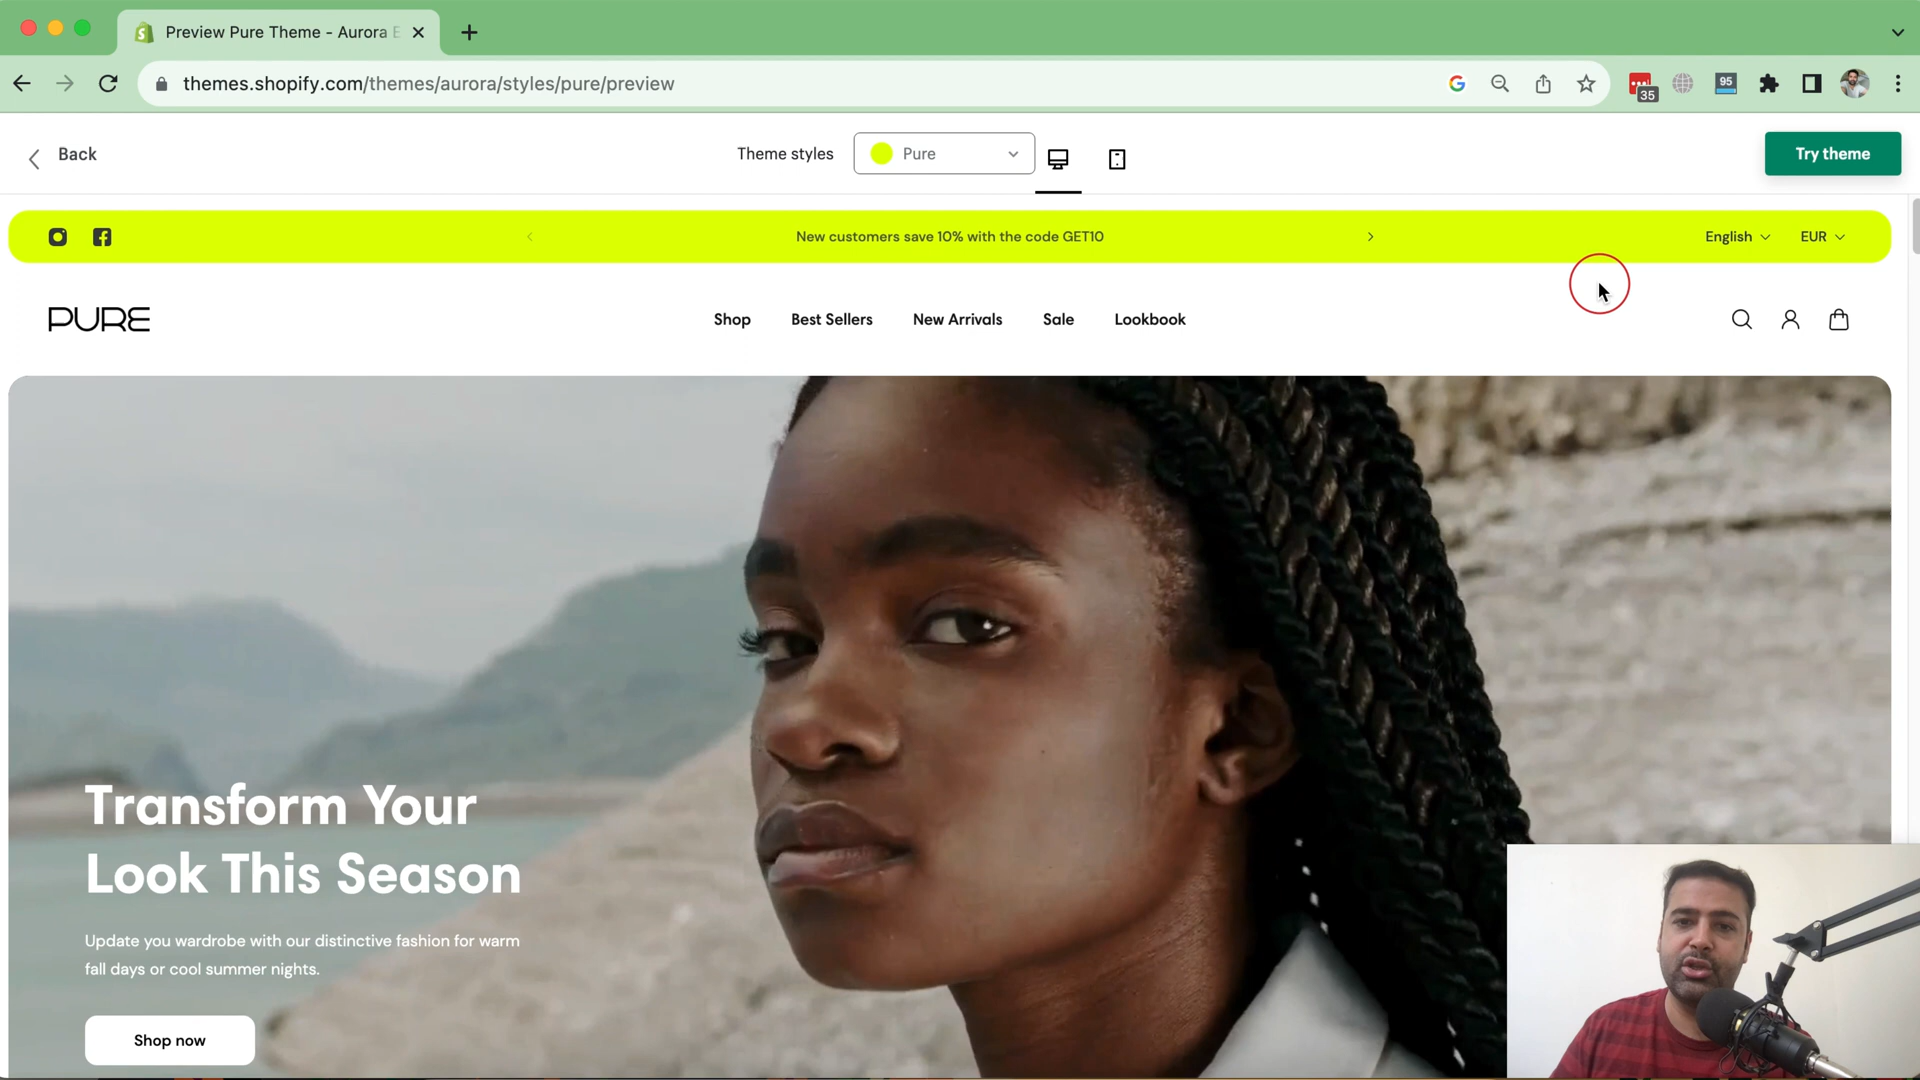 Preview Pure Theme - Aurora E
themes.shopify.com/themes/aurora/styles/pure/preview
35
95
Back
Theme styles
Pure
Try theme
New customers save 10% with the code GET10
English
EUR
PURE
Shop
Best Sellers
New Arrivals
Sale
Lookbook
Transform Your
Look This Season
Update you wardrobe with our distinctive fashion for warm
fall days or cool summer nights.
Shop now